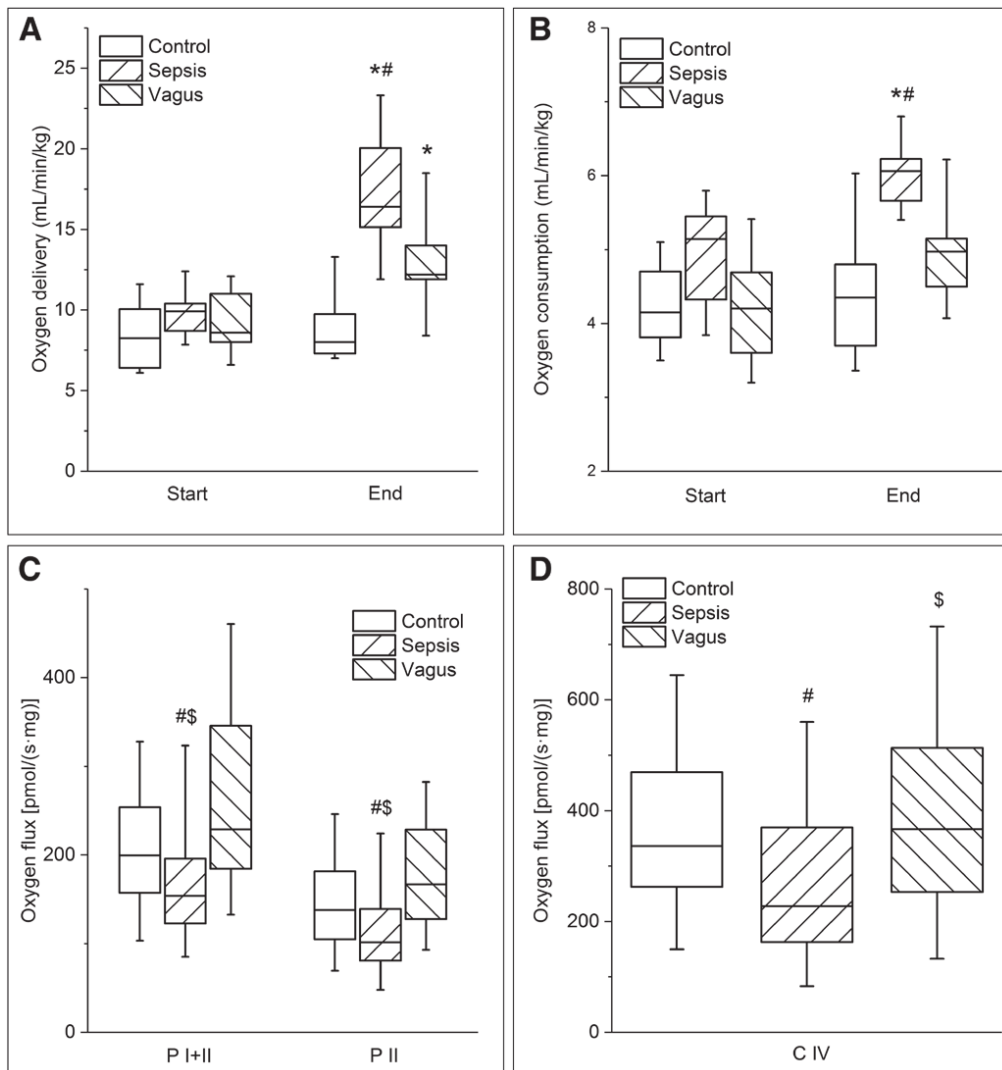 A
Control
Sepsis
Vagus
Oxygen delivery (mL/min/kg)
25
20
15
10
5
0
*#
*
Start
End
B
Control
Sepsis
Vagus
Oxygen consumption (mL/min/kg)
8
6
4
2
*#
Start
End
C
Control
Sepsis
Vagus
Oxygen flux [pmol/(s·mg)]
400
200
0
#$
#$
P I+II
P II
D
Control
Sepsis
Vagus
Oxygen flux [pmol/(s·mg)]
800
600
400
200
0
#
$
C IV